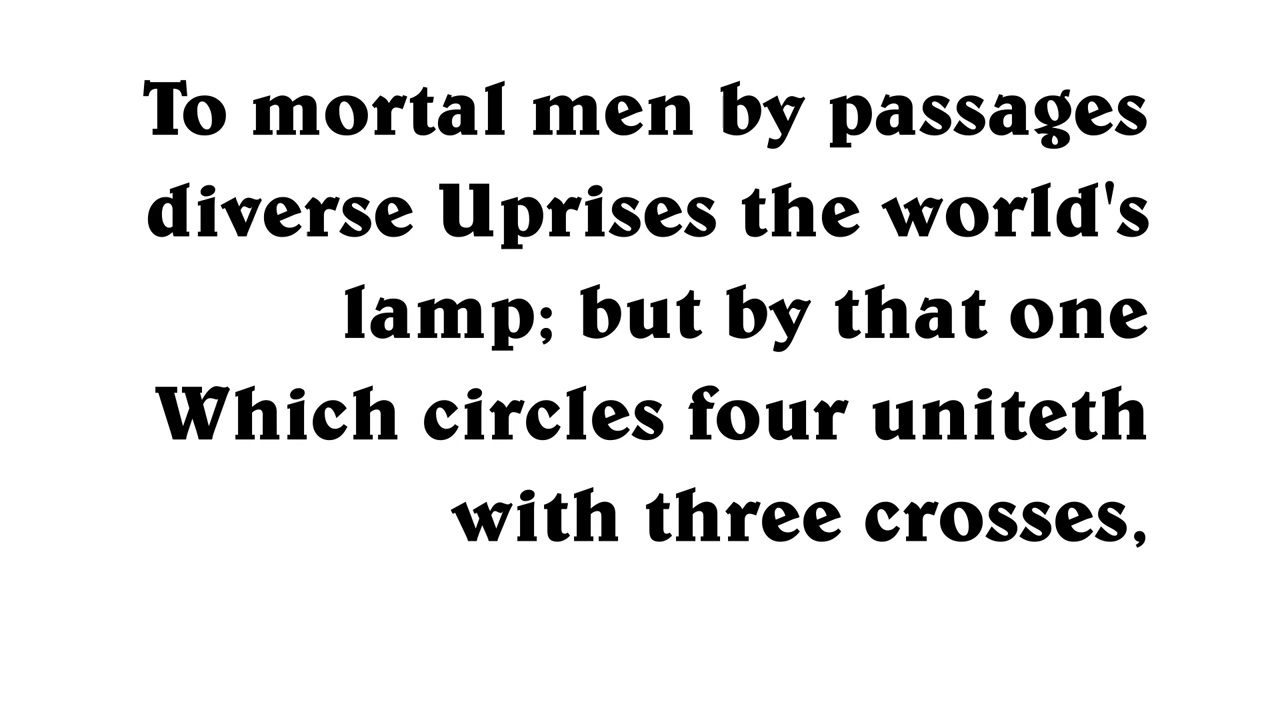 To mortal men by passages
diverse Uprises the world's
lamp; but by that one
Which circles four uniteth
with three crosses,